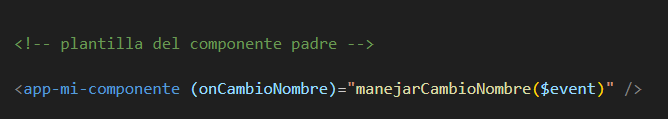 <!-- plantilla del componente padre -->
<app-mi-componente (onCambioNombre)="manejarCambioNombre($event)" />